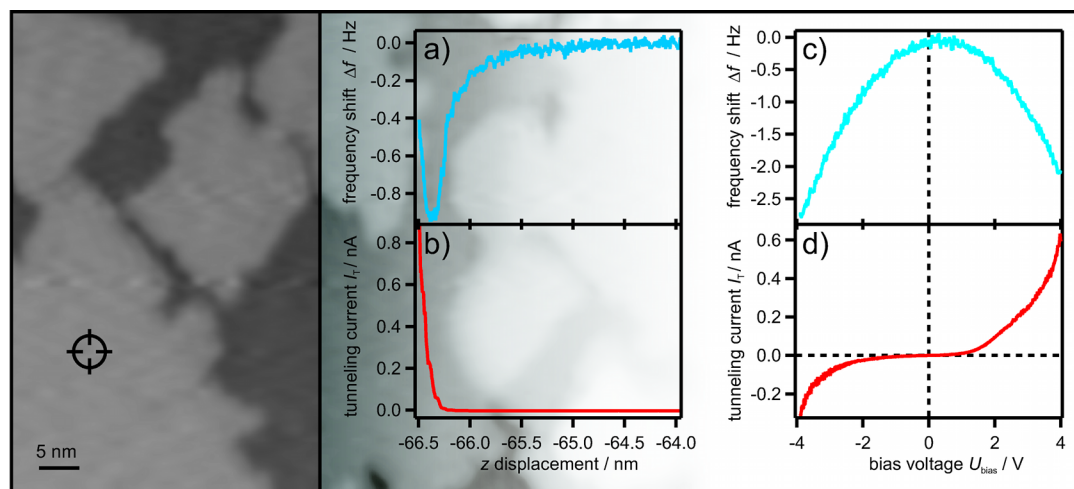 5 nm
a)
frequency shift Δf / Hz
0.0
-0.2
-0.4
-0.6
-0.8
b)
tunneling current I_T / nA
0.8
0.6
0.4
0.2
0.0
-66.5 -66.0 -65.5 -65.0 -64.5 -64.0
z displacement / nm
c)
frequency shift Δf / Hz
0.0
-0.5
-1.0
-1.5
-2.0
-2.5
d)
tunneling current I_T / nA
0.6
0.4
0.2
0.0
-0.2
-4 -2 0 2 4
bias voltage U_bias / V